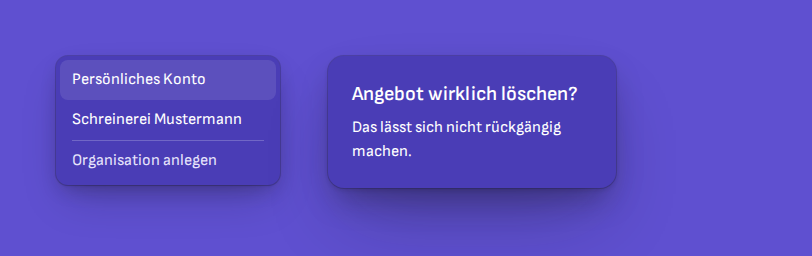 Persönliches Konto
Schreinerei Mustermann
Organisation anlegen
Angebot wirklich löschen?
Das lässt sich nicht rückgängig
machen.